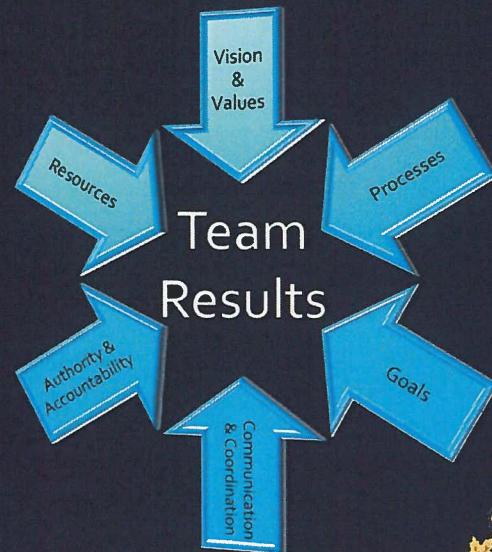 Vision
&
Values
Processes
Goals
Communication
& Coordination
Authority &
Accountability
Resources
Team
Results